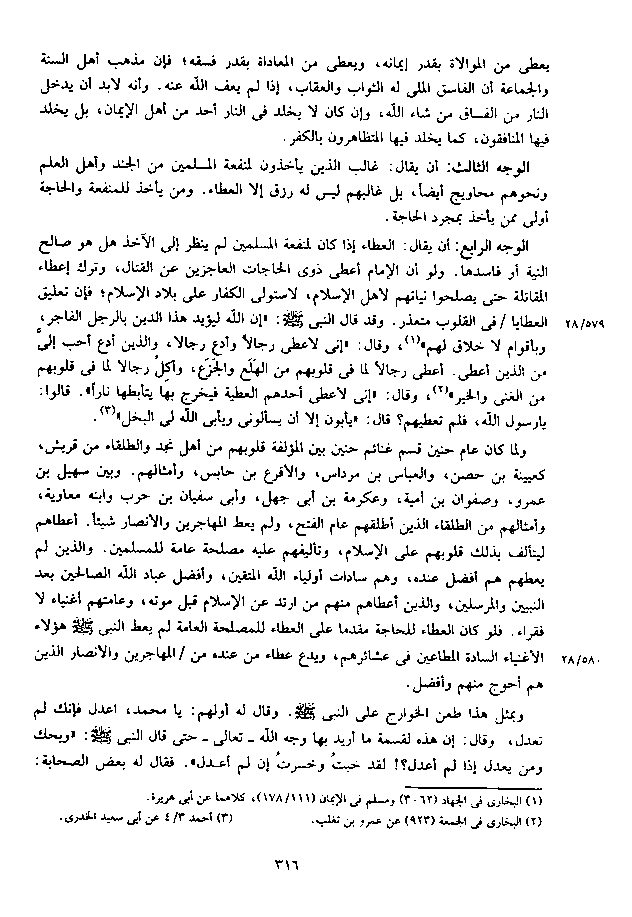 يعطى من الموالاة بقدر إيمانه، ويعطى من المعاداة بقدر فسقه؛ فإن مذهب أهل السنة
والجماعة أن الفاسق الملي له الثواب والعقاب، إذا لم يعف الله عنه. وأنه لابد أن يدخل
النار من الفساق من شاء الله، وإن كان لا يخلد فى النار أحد من أهل الإيمان، بل يخلد
فيها المنافقون، كما يخلد فيها المتظاهرون بالكفر.
الوجه الثالث: أن يقال: غالب الذين يأخذون لمنفعة المسلمين من الجند وأهل العلم
ونحوهم محاويج أيضاً، بل غالبهم ليس له رزق إلا العطاء. ومن يأخذ للمنفعة والحاجة
أولى ممن يأخذ بمجرد الحاجة.
الوجه الرابع: أن يقال: العطاء إذا كان لمنفعة المسلمين لم ينظر إلى الآخذ هل هو صالح
النية أو فاسدها. ولو أن الإمام أعطى ذوى الحاجات العاجزين عن القتال، وترك إعطاء
المقاتلة حتى يصلحوا نياتهم لأهل الإسلام، لاستولى الكفار على بلاد الإسلام؛ فإن تعليق
٢٨/٥٧٩ العطايا / فى القلوب متعذر. وقد قال النبى ﷺ: «إن الله ليؤيد هذا الدين بالرجل الفاجر،
وبأقوام لا خلاق لهم»(١)، وقال: «إنى لأعطى رجالاً وأدع رجالا، والذين أدع أحب إلىَّ
من الذين أعطى. أعطى رجالاً لما فى قلوبهم من الهَلَع والجَزَع، وأكِلُ رجالا لما فى قلوبهم
من الغنى والخير»(٢)، وقال: «إنى لأعطى أحدهم العطية فيخرج بها يتأبطها ناراً». قالوا:
يارسول الله، فلم تعطيهم؟ قال: «يأبون إلا أن يسألونى ويأبى الله لى البخل»(٣).
ولما كان عام حنين قسم غنائم حنين بين المؤلفة قلوبهم من أهل نجد والطلقاء من قريش،
كعيينة بن حصن، والعباس بن مرداس، والأقرع بن حابس، وأمثالهم. وبين سهيل بن
عمرو، وصفوان بن أمية، وعكرمة بن أبى جهل، وأبى سفيان بن حرب وابنه معاوية،
وأمثالهم من الطلقاء الذين أطلقهم عام الفتح، ولم يعط المهاجرين والأنصار شيئاً. أعطاهم
ليتألف بذلك قلوبهم على الإسلام، وتأليفهم عليه مصلحة عامة للمسلمين. والذين لم
يعطهم هم أفضل عنده، وهم سادات أولياء الله المتقين، وأفضل عباد الله الصالحين بعد
النبيين والمرسلين، والذين أعطاهم منهم من ارتد عن الإسلام قبل موته، وعامتهم أغنياء لا
فقراء. فلو كان العطاء للحاجة مقدما على العطاء للمصلحة العامة لم يعط النبى ﷺ هؤلاء
٢٨/٥٨٠ الأغنياء السادة المطاعين فى عشائرهم، ويدع عطاء من عنده من / المهاجرين والأنصار الذين
هم أحوج منهم وأفضل.
وبمثل هذا طعن الخوارج على النبى ﷺ. وقال له أولهم: يا محمد، اعدل فإنك لم
تعدل، وقال: إن هذه لقسمة ما أريد بها وجه الله ـ تعالى ـ حتى قال النبى ﷺ: «ويحك
ومن يعدل إذا لم أعدل؟! لقد خبتُ وخسرتُ إن لم أعدل». فقال له بعض الصحابة:
(١) البخارى فى الجهاد (٣٠٦٢) ومسلم فى الإيمان (١٧٨/١١١)، كلاهما عن أبى هريرة.
(٢) البخارى فى الجمعة (٩٢٣) عن عمرو بن تغلب. (٣) أحمد ٤/٣ عن أبى سعيد الخدرى.
٣١٦